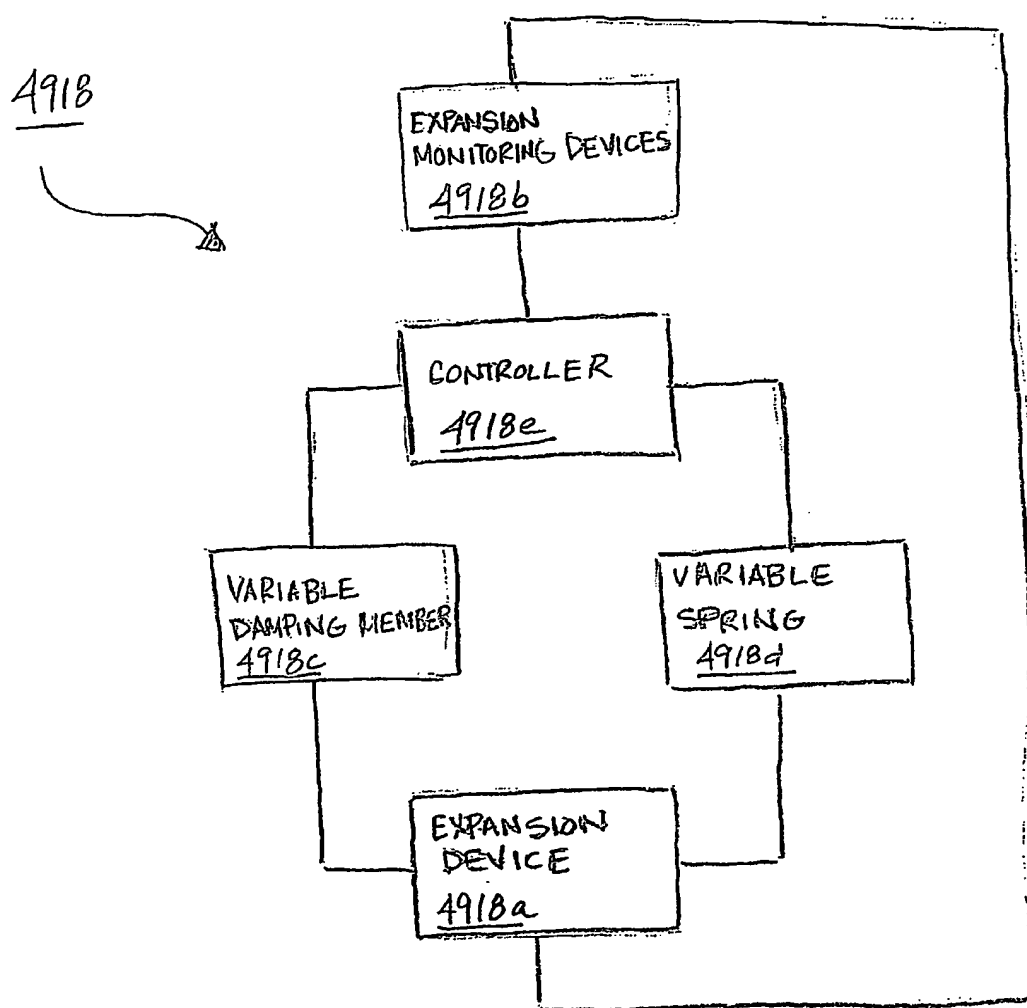 4918
EXPANSION
MONITORING DEVICES
4918b
CONTROLLER
4918e
VARIABLE
DAMPING MEMBER
4918c
VARIABLE
SPRING
4918d
EXPANSION
DEVICE
4918a